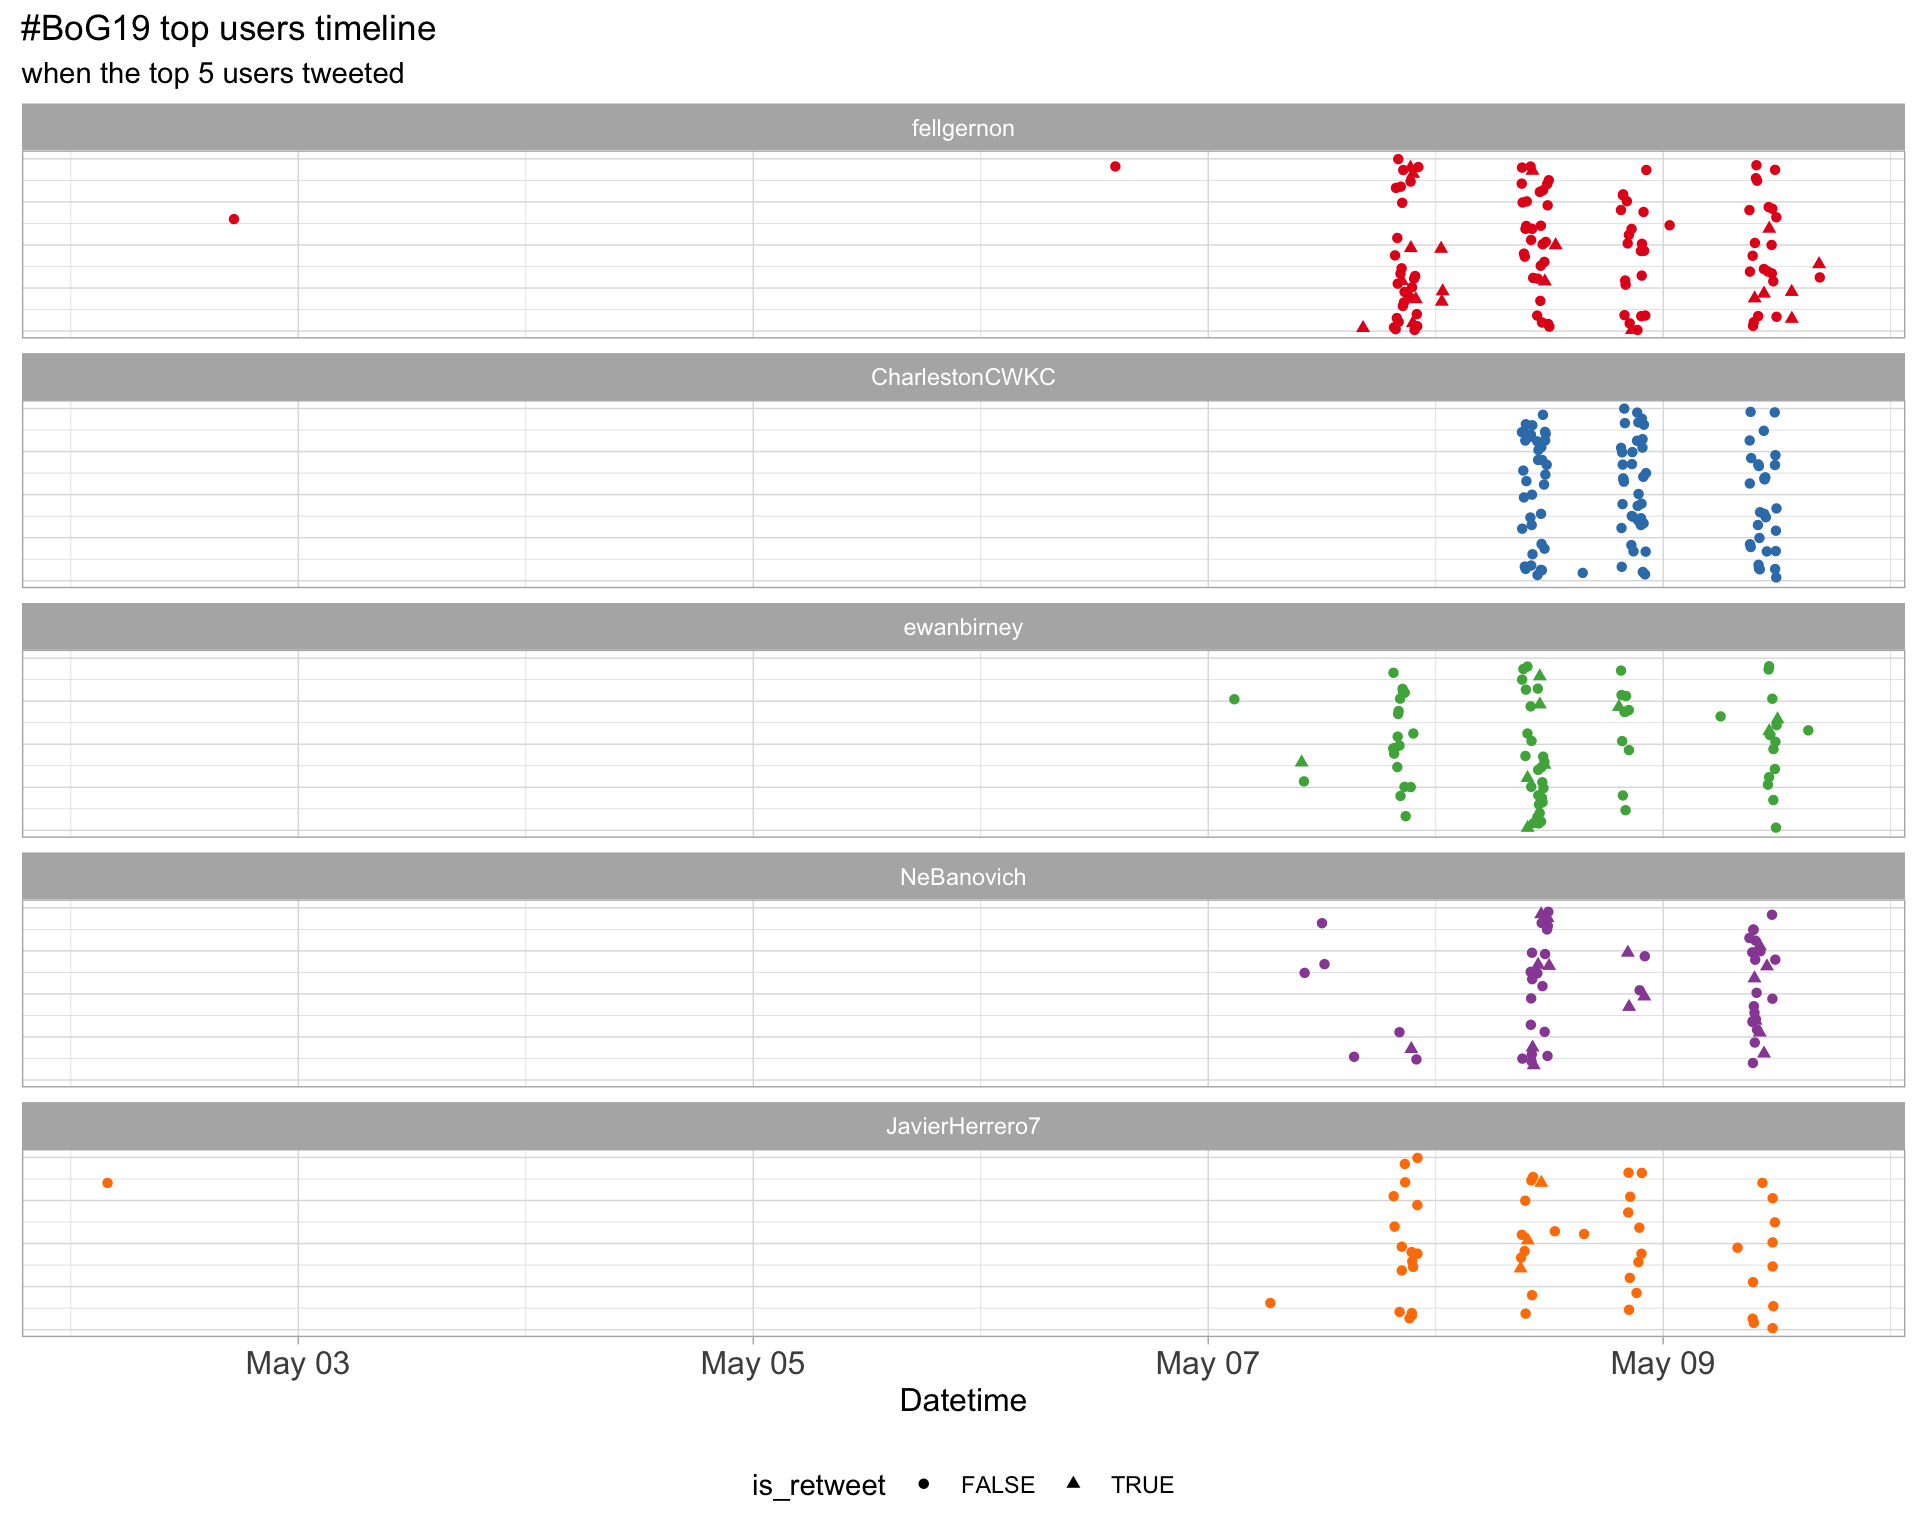 #BoG19 top users timeline
when the top 5 users tweeted
fellgernon
CharlestonCWKC
ewanbirney
NeBanovich
JavierHerrero7
May 03 May 05 May 07 May 09
Datetime
is_retweet FALSE TRUE